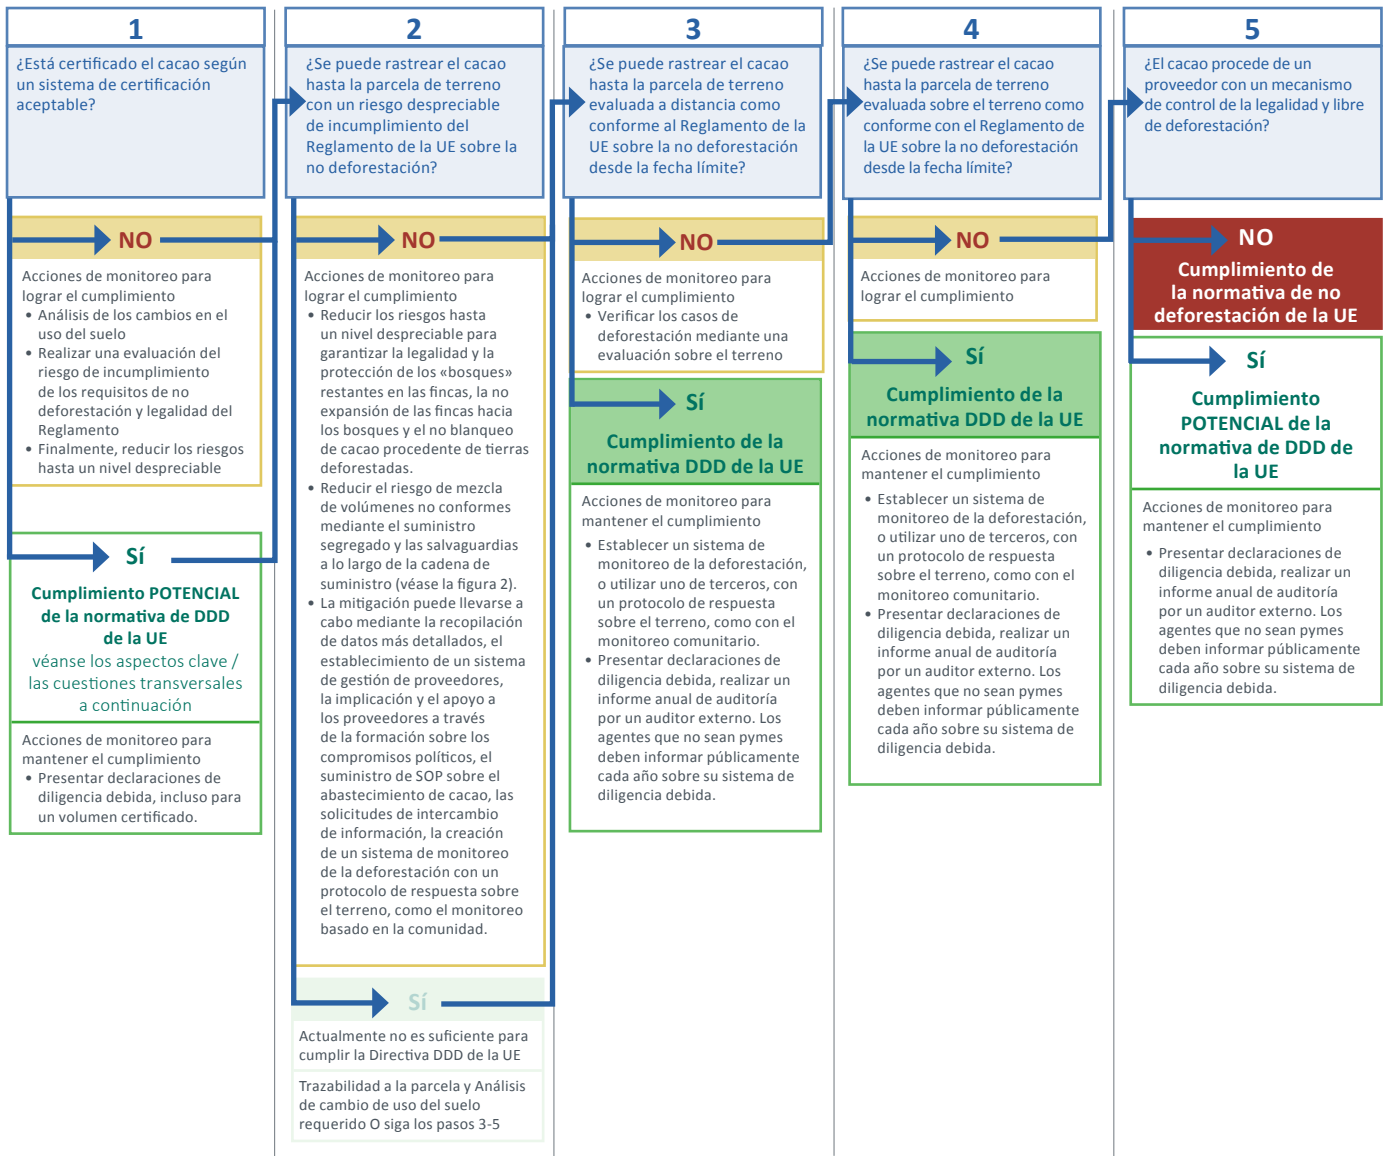 1
¿Está certificado el cacao según
un sistema de certificación
aceptable?
NO
Acciones de monitoreo para
lograr el cumplimiento
• Análisis de los cambios en el
uso del suelo
• Realizar una evaluación del
riesgo de incumplimiento
de los requisitos de no
deforestación y legalidad del
Reglamento
• Finalmente, reducir los riesgos
hasta un nivel despreciable
Sí
Cumplimiento POTENCIAL
de la normativa de DDD
de la UE
véanse los aspectos clave /
las cuestiones transversales
a continuación
Acciones de monitoreo para
mantener el cumplimiento
• Presentar declaraciones de
diligencia debida, incluso para
un volumen certificado.
2
¿Se puede rastrear el cacao
hasta la parcela de terreno
con un riesgo despreciable
de incumplimiento del
Reglamento de la UE sobre la
no deforestación?
NO
Acciones de monitoreo para
lograr el cumplimiento
• Reducir los riesgos hasta
un nivel despreciable para
garantizar la legalidad y la
protección de los «bosques»
restantes en las fincas, la no
expansión de las fincas hacia
los bosques y el no blanqueo
de cacao procedente de tierras
deforestadas.
• Reducir el riesgo de mezcla
de volúmenes no conformes
mediante el suministro
segregado y las salvaguardias
a lo largo de la cadena de
suministro (véase la figura 2).
• La mitigación puede llevarse a
cabo mediante la recopilación
de datos más detallados, el
establecimiento de un sistema
de gestión de proveedores,
la implicación y el apoyo a
los proveedores a través
de la formación sobre los
compromisos políticos, el
suministro de SOP sobre el
abastecimiento de cacao, las
solicitudes de intercambio
de información, la creación
de un sistema de monitoreo
de la deforestación con un
protocolo de respuesta sobre
el terreno, como el monitoreo
basado en la comunidad.
Sí
Actualmente no es suficiente para
cumplir la Directiva DDD de la UE
Trazabilidad a la parcela y Análisis
de cambio de uso del suelo
requerido O siga los pasos 3-5
3
¿Se puede rastrear el cacao
hasta la parcela de terreno
evaluada a distancia como
conforme al Reglamento de la
UE sobre la no deforestación
desde la fecha límite?
NO
Acciones de monitoreo para
lograr el cumplimiento
• Verificar los casos de
deforestación mediante una
evaluación sobre el terreno
Sí
Cumplimiento de la
normativa DDD de la UE
Acciones de monitoreo para
mantener el cumplimiento
• Establecer un sistema de
monitoreo de la deforestación,
o utilizar uno de terceros, con
un protocolo de respuesta
sobre el terreno, como con el
monitoreo comunitario.
• Presentar declaraciones de
diligencia debida, realizar un
informe anual de auditoría
por un auditor externo. Los
agentes que no sean pymes
deben informar públicamente
cada año sobre su sistema de
diligencia debida.
4
¿Se puede rastrear el cacao
hasta la parcela de terreno
evaluada sobre el terreno como
conforme con el Reglamento de
la UE sobre la no deforestación
desde la fecha límite?
NO
Acciones de monitoreo para
lograr el cumplimiento
Sí
Cumplimiento de la
normativa DDD de la UE
Acciones de monitoreo para
mantener el cumplimiento
• Establecer un sistema de
monitoreo de la deforestación,
o utilizar uno de terceros, con
un protocolo de respuesta
sobre el terreno, como con el
monitoreo comunitario.
• Presentar declaraciones de
diligencia debida, realizar un
informe anual de auditoría
por un auditor externo. Los
agentes que no sean pymes
deben informar públicamente
cada año sobre su sistema de
diligencia debida.
5
¿El cacao procede de un
proveedor con un mecanismo
de control de la legalidad y libre
de deforestación?
NO
Cumplimiento de
la normativa de no
deforestación de la UE
Sí
Cumplimiento
POTENCIAL de la
normativa de DDD de
la UE
Acciones de monitoreo para
mantener el cumplimiento
• Presentar declaraciones de
diligencia debida, realizar un
informe anual de auditoría
por un auditor externo. Los
agentes que no sean pymes
deben informar públicamente
cada año sobre su sistema de
diligencia debida.